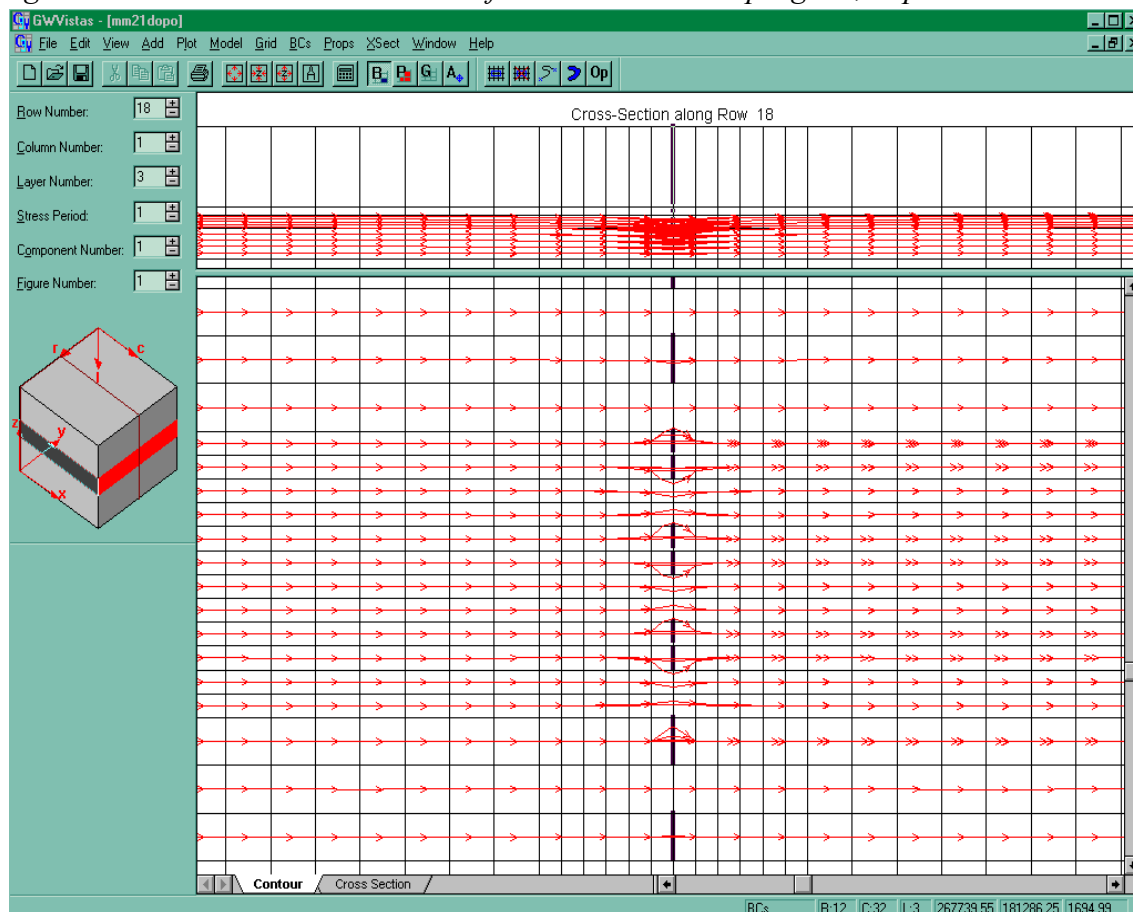 GWVistas - [mm21dopo]
File Edit View Add Plot Model Grid BCs Props XSect Window Help
B P G A Op
Row Number: 18
Column Number: 1
Layer Number: 3
Stress Period: 1
Component Number: 1
Figure Number: 1
Cross-Section along Row 18
r c
l
z y
x
Contour Cross Section
BCs R:12 C:32 L:3 267739.55 181286.25 1694.99